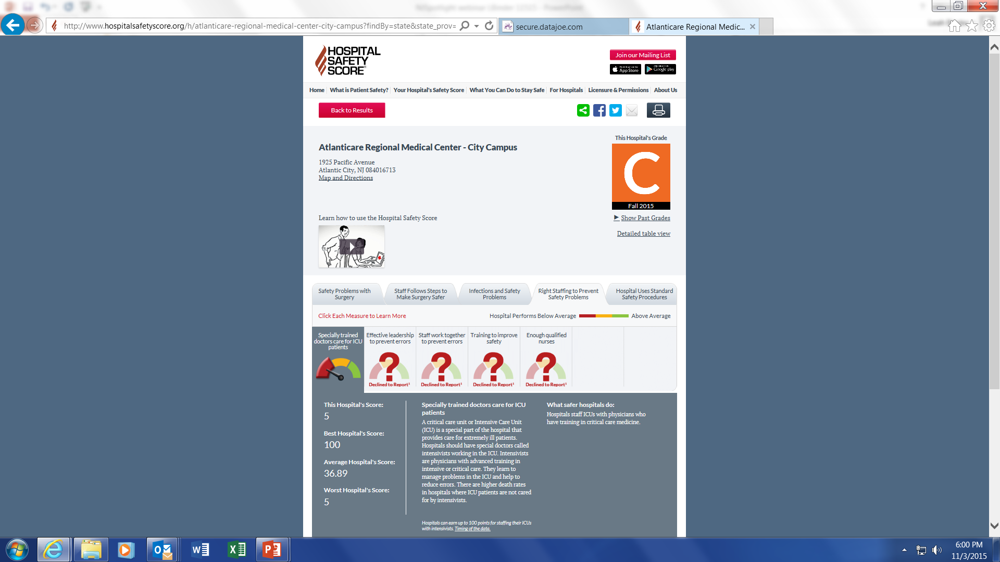 http://www.hospitalsafetyscore.org/h/atlanticare-regional-medical-center-city-campus?findBy=state&state_prov=
secure.datajoe.com
Atlanticare Regional Medic...
HOSPITAL
SAFETY
SCORE
Join our Mailing List
App Store
Google play
Home
What is Patient Safety?
Your Hospital's Safety Score
What You Can Do to Stay Safe
For Hospitals
Licensure & Permissions
About Us
Back to Results
This Hospital's Grade
C
Fall 2015
Atlanticare Regional Medical Center - City Campus
1925 Pacific Avenue
Atlantic City, NJ 084016713
Map and Directions
Show Past Grades
Detailed table view
Learn how to use the Hospital Safety Score
Safety Problems with
Surgery
Staff Follows Steps to
Make Surgery Safer
Infections and Safety
Problems
Right Staffing to Prevent
Safety Problems
Hospital Uses Standard
Safety Procedures
Click Each Measure to Learn More
Hospital Performs Below Average
Above Average
Specially trained
doctors care for ICU
patients
Effective leadership
to prevent errors
?
Declined to Report¹
Staff work together
to prevent errors
?
Declined to Report¹
Training to improve
safety
?
Declined to Report¹
Enough qualified
nurses
?
Declined to Report¹
This Hospital's Score:
5
Best Hospital's Score:
100
Average Hospital's Score:
36.89
Worst Hospital's Score:
5
Specially trained doctors care for ICU
patients
A critical care unit or Intensive Care Unit
(ICU) is a special part of the hospital that
provides care for extremely ill patients.
Hospitals should have special doctors called
intensivists working in the ICU. Intensivists
are physicians with advanced training in
intensive or critical care. They learn to
manage problems in the ICU and help to
reduce errors. There are higher death rates
in hospitals where ICU patients are not cared
for by intensivists.
Hospitals can earn up to 100 points for staffing their ICUs
with intensivists. Timing of the data.
What safer hospitals do:
Hospitals staff ICUs with physicians who
have training in critical care medicine.
6:00 PM
11/3/2015